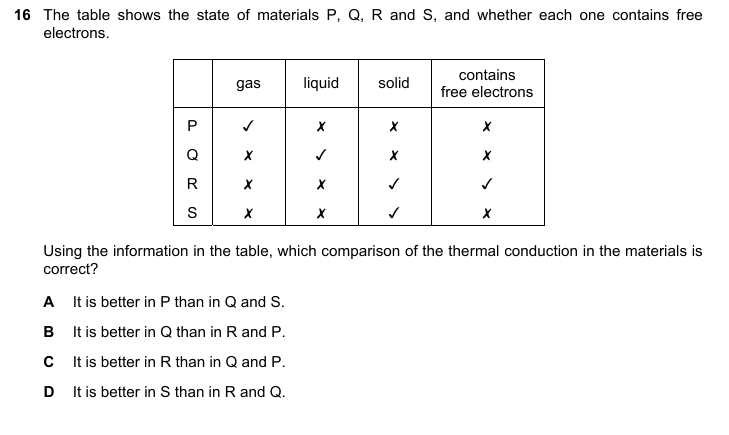 16 The table shows the state of materials P, Q, R and S, and whether each one contains free
electrons.
gas liquid solid contains free electrons
P ✓ ✗ ✗ ✗
Q ✗ ✓ ✗ ✗
R ✗ ✗ ✓ ✓
S ✗ ✗ ✓ ✗
Using the information in the table, which comparison of the thermal conduction in the materials is
correct?
A It is better in P than in Q and S.
B It is better in Q than in R and P.
C It is better in R than in Q and P.
D It is better in S than in R and Q.